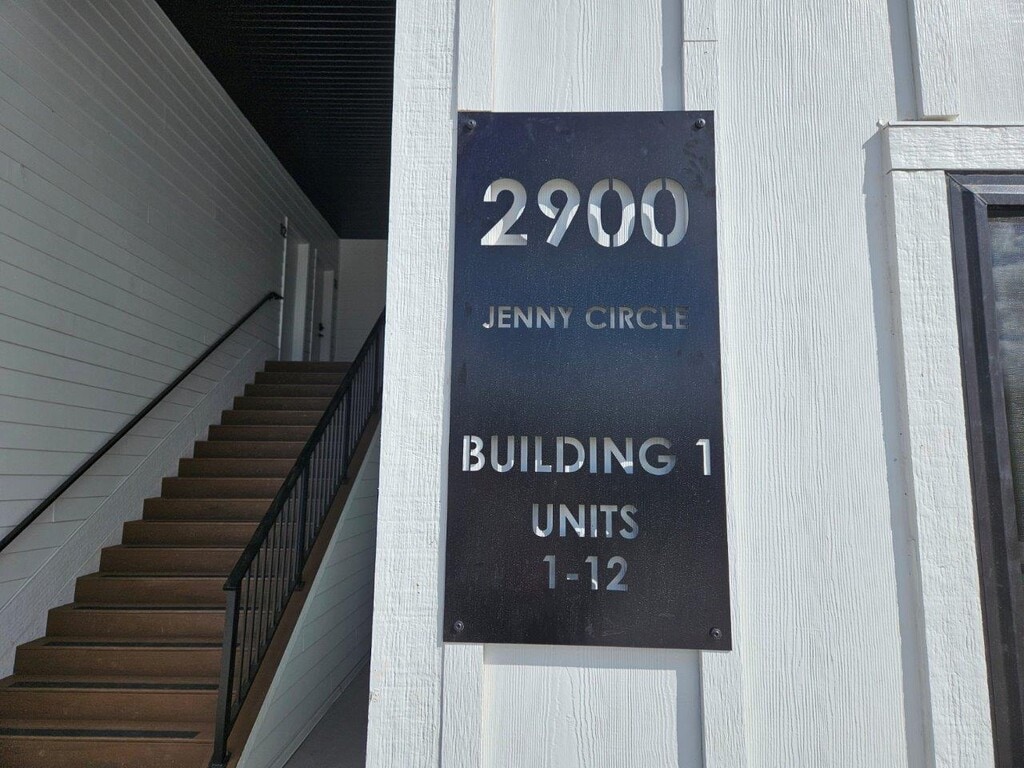 2900
JENNY CIRCLE
BUILDING 1
UNITS
1-12